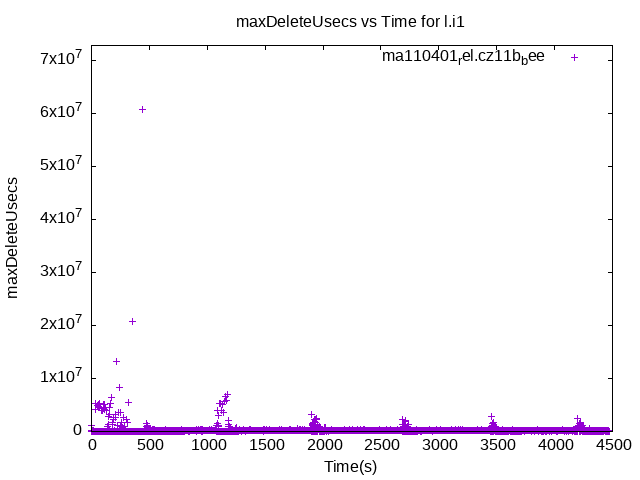 maxDeleteUsecs vs Time for l.i1
ma110401rel.cz11bbee
7x10^7
6x10^7
5x10^7
4x10^7
3x10^7
2x10^7
1x10^7
0
maxDeleteUsecs
0 500 1000 1500 2000 2500 3000 3500 4000 4500
Time(s)